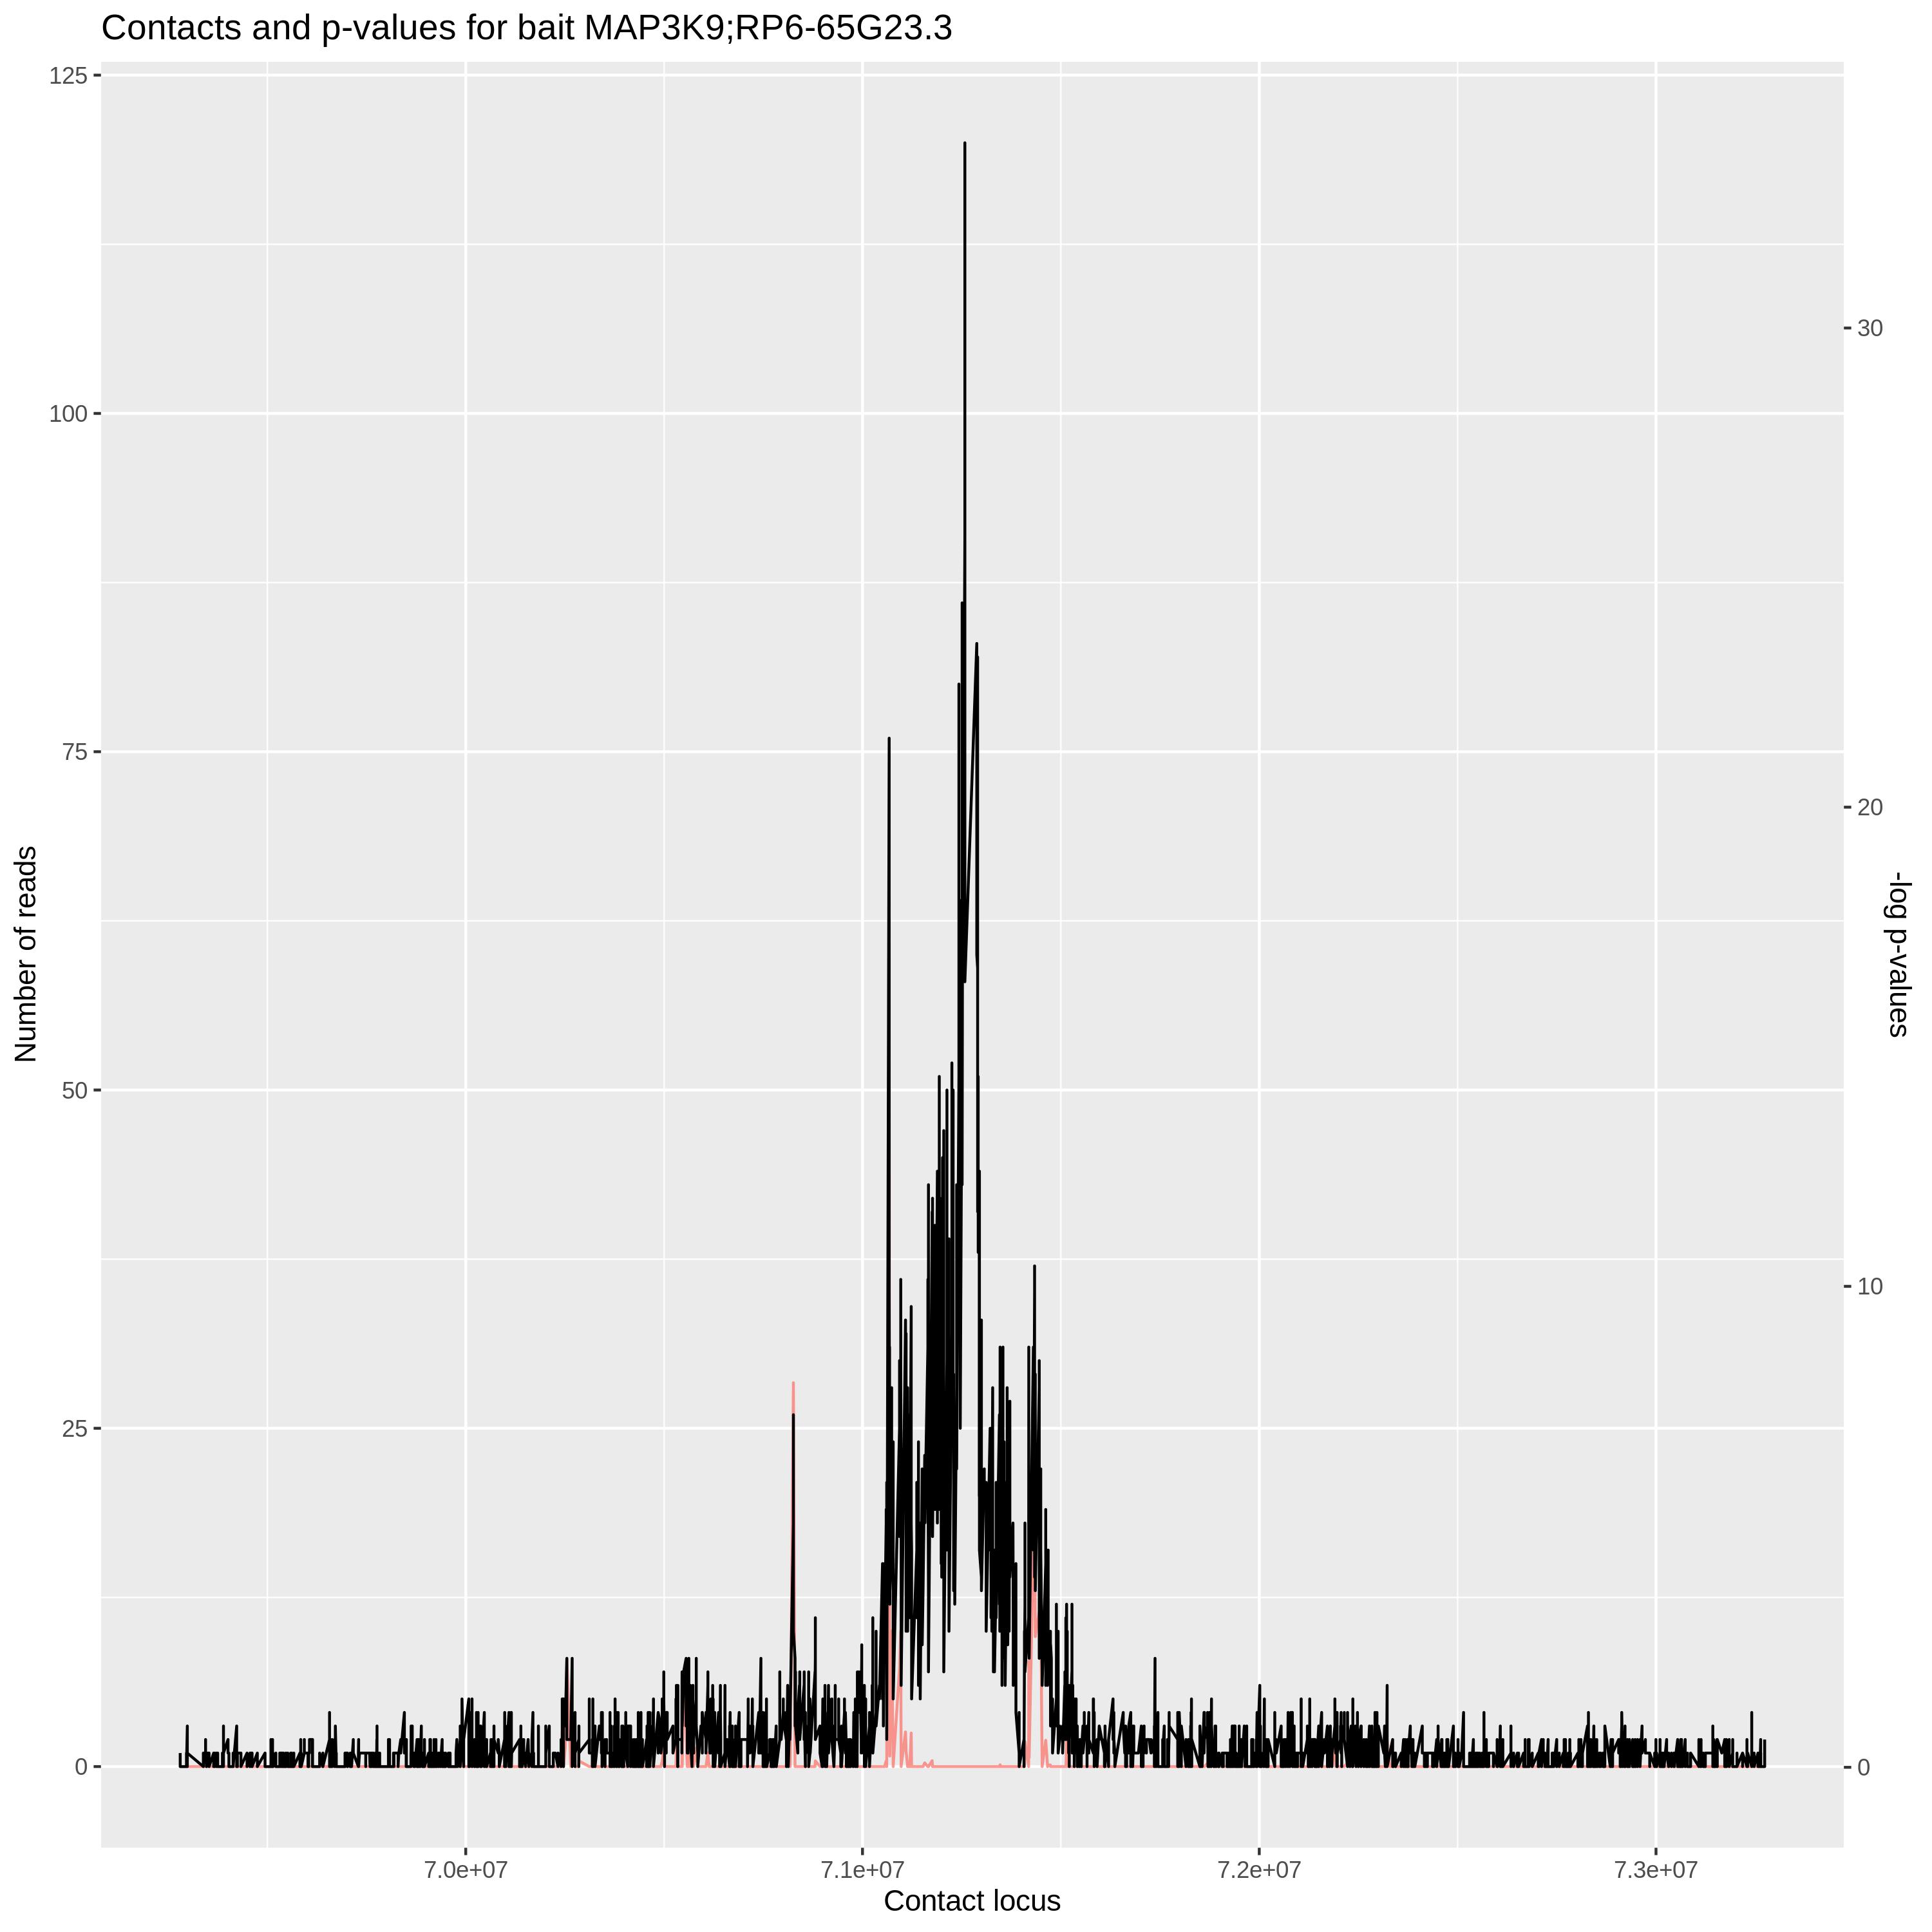 Contacts and p-values for bait MAP3K9;RP6-65G23.3
125
100
75
50
25
0
Number of reads
30
20
10
0
-log p-values
7.0e+07
7.1e+07
7.2e+07
7.3e+07
Contact locus